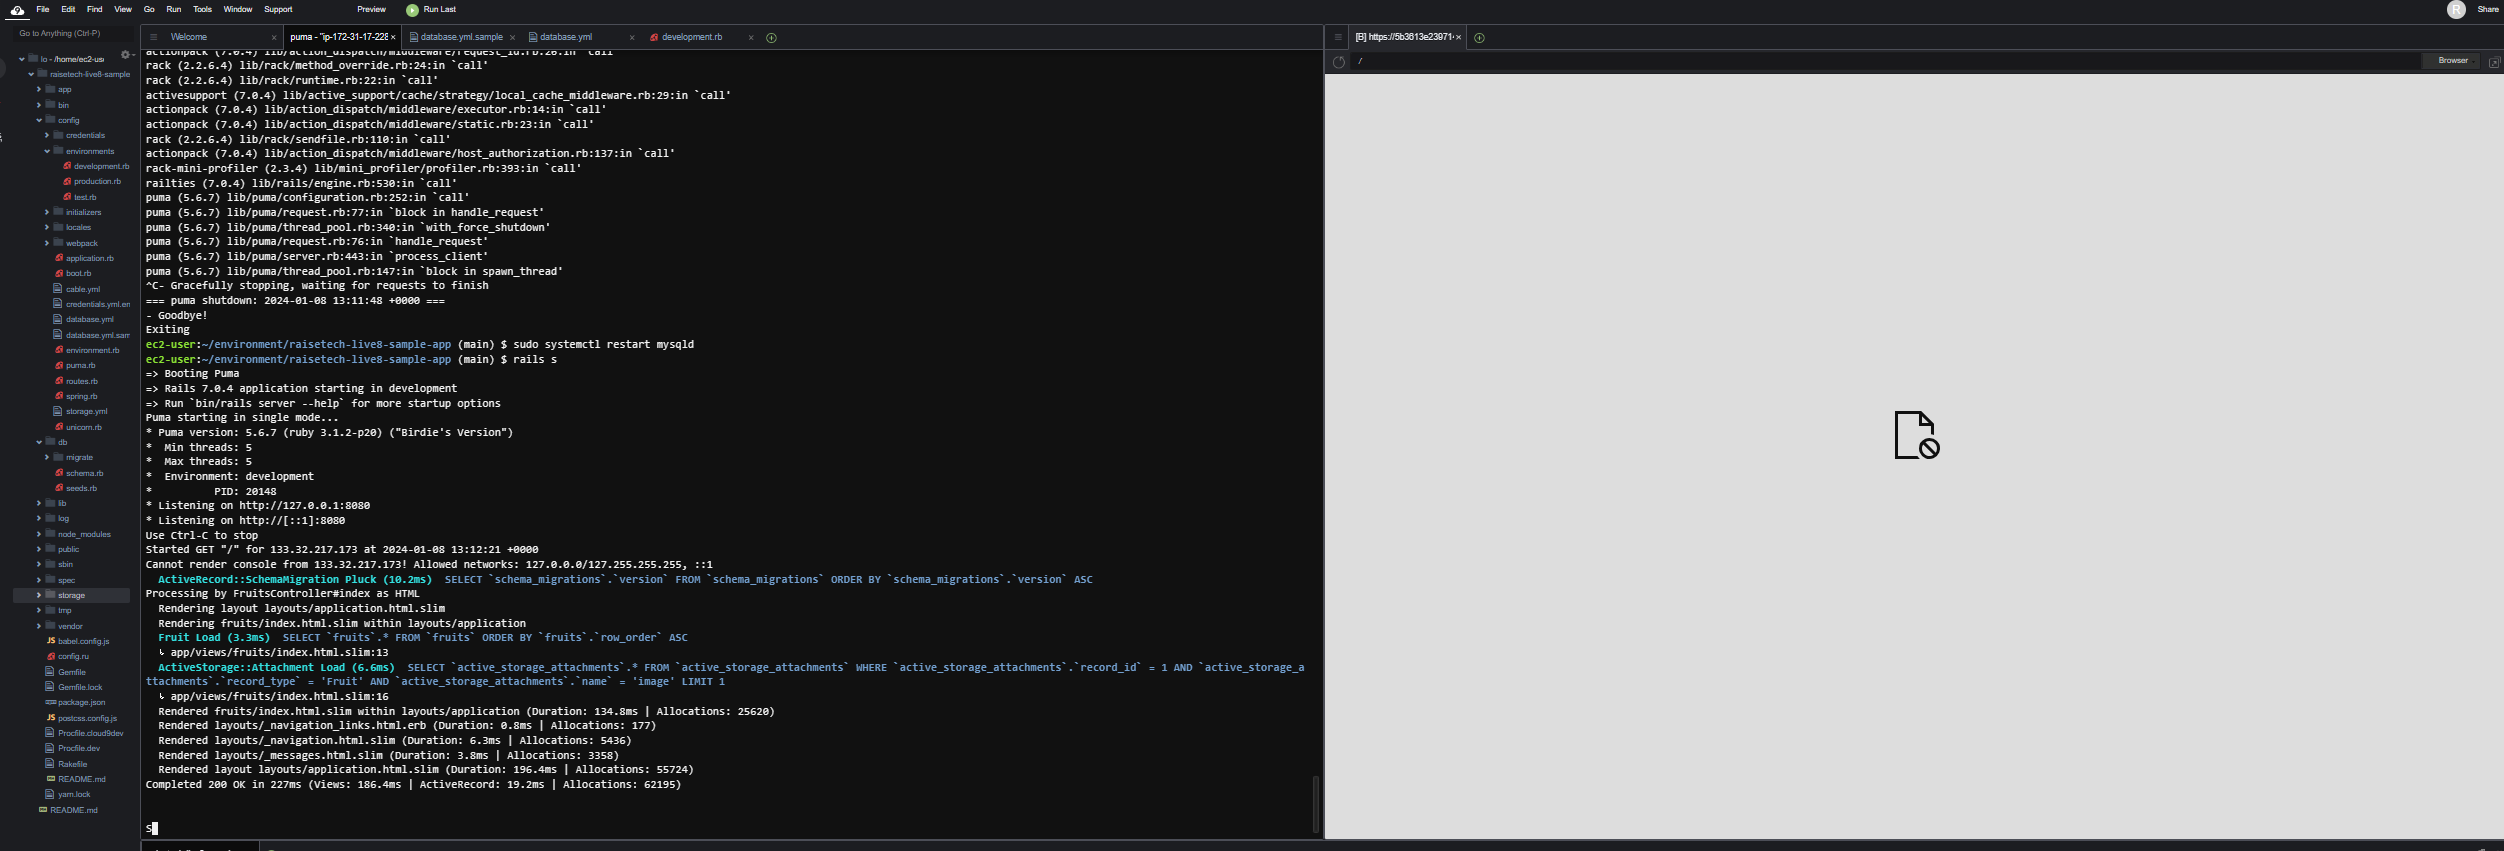 File Edit Find View Go Run Tools Window Support Preview Run Last R Share
Go to Anything (Ctrl-P)
Welcome
puma - "ip-172-31-17-228
database.yml.sample
database.yml
development.rb
[B] https://5b3613e23971
/
Browser
lo - /home/ec2-us
raisetech-live8-sample
app
bin
config
credentials
environments
development.rb
production.rb
test.rb
initializers
locales
webpack
application.rb
boot.rb
cable.yml
credentials.yml.en
database.yml
database.yml.sam
environment.rb
puma.rb
routes.rb
spring.rb
storage.yml
unicorn.rb
db
migrate
schema.rb
seeds.rb
lib
log
node_modules
public
sbin
spec
storage
tmp
vendor
babel.config.js
config.ru
Gemfile
Gemfile.lock
package.json
postcss.config.js
Procfile.cloud9dev
Procfile.dev
Rakefile
README.md
yarn.lock
README.md
actionpack (7.0.4) lib/action_dispatch/middleware/request_id.rb:26:in `call'
rack (2.2.6.4) lib/rack/method_override.rb:24:in `call'
rack (2.2.6.4) lib/rack/runtime.rb:22:in `call'
activesupport (7.0.4) lib/active_support/cache/strategy/local_cache_middleware.rb:29:in `call'
actionpack (7.0.4) lib/action_dispatch/middleware/executor.rb:14:in `call'
actionpack (7.0.4) lib/action_dispatch/middleware/static.rb:23:in `call'
rack (2.2.6.4) lib/rack/sendfile.rb:110:in `call'
actionpack (7.0.4) lib/action_dispatch/middleware/host_authorization.rb:137:in `call'
rack-mini-profiler (2.3.4) lib/mini_profiler/profiler.rb:393:in `call'
railties (7.0.4) lib/rails/engine.rb:530:in `call'
puma (5.6.7) lib/puma/configuration.rb:252:in `call'
puma (5.6.7) lib/puma/request.rb:77:in `block in handle_request'
puma (5.6.7) lib/puma/thread_pool.rb:340:in `with_force_shutdown'
puma (5.6.7) lib/puma/request.rb:76:in `handle_request'
puma (5.6.7) lib/puma/server.rb:443:in `process_client'
puma (5.6.7) lib/puma/thread_pool.rb:147:in `block in spawn_thread'
^C- Gracefully stopping, waiting for requests to finish
=== puma shutdown: 2024-01-08 13:11:48 +0000 ===
- Goodbye!
Exiting
ec2-user:~/environment/raisetech-live8-sample-app (main) $ sudo systemctl restart mysqld
ec2-user:~/environment/raisetech-live8-sample-app (main) $ rails s
=> Booting Puma
=> Rails 7.0.4 application starting in development
=> Run `bin/rails server --help` for more startup options
Puma starting in single mode...
* Puma version: 5.6.7 (ruby 3.1.2-p20) ("Birdie's Version")
* Min threads: 5
* Max threads: 5
* Environment: development
* PID: 20148
* Listening on http://127.0.0.1:8080
* Listening on http://[::1]:8080
Use Ctrl-C to stop
Started GET "/" for 133.32.217.173 at 2024-01-08 13:12:21 +0000
Cannot render console from 133.32.217.173! Allowed networks: 127.0.0.0/127.255.255.255, ::1
ActiveRecord::SchemaMigration Pluck (10.2ms) SELECT `schema_migrations`.`version` FROM `schema_migrations` ORDER BY `schema_migrations`.`version` ASC
Processing by FruitsController#index as HTML
Rendering layout layouts/application.html.slim
Rendering fruits/index.html.slim within layouts/application
Fruit Load (3.3ms) SELECT `fruits`.* FROM `fruits` ORDER BY `fruits`.`row_order` ASC
↳ app/views/fruits/index.html.slim:13
ActiveStorage::Attachment Load (6.6ms) SELECT `active_storage_attachments`.* FROM `active_storage_attachments` WHERE `active_storage_attachments`.`record_id` = 1 AND `active_storage_a
ttachments`.`record_type` = 'Fruit' AND `active_storage_attachments`.`name` = 'image' LIMIT 1
↳ app/views/fruits/index.html.slim:16
Rendered fruits/index.html.slim within layouts/application (Duration: 134.8ms | Allocations: 25620)
Rendered layouts/_navigation_links.html.erb (Duration: 0.8ms | Allocations: 177)
Rendered layouts/_navigation.html.slim (Duration: 6.3ms | Allocations: 5436)
Rendered layouts/_messages.html.slim (Duration: 3.8ms | Allocations: 3358)
Rendered layout layouts/application.html.slim (Duration: 196.4ms | Allocations: 55724)
Completed 200 OK in 227ms (Views: 186.4ms | ActiveRecord: 19.2ms | Allocations: 62195)
S